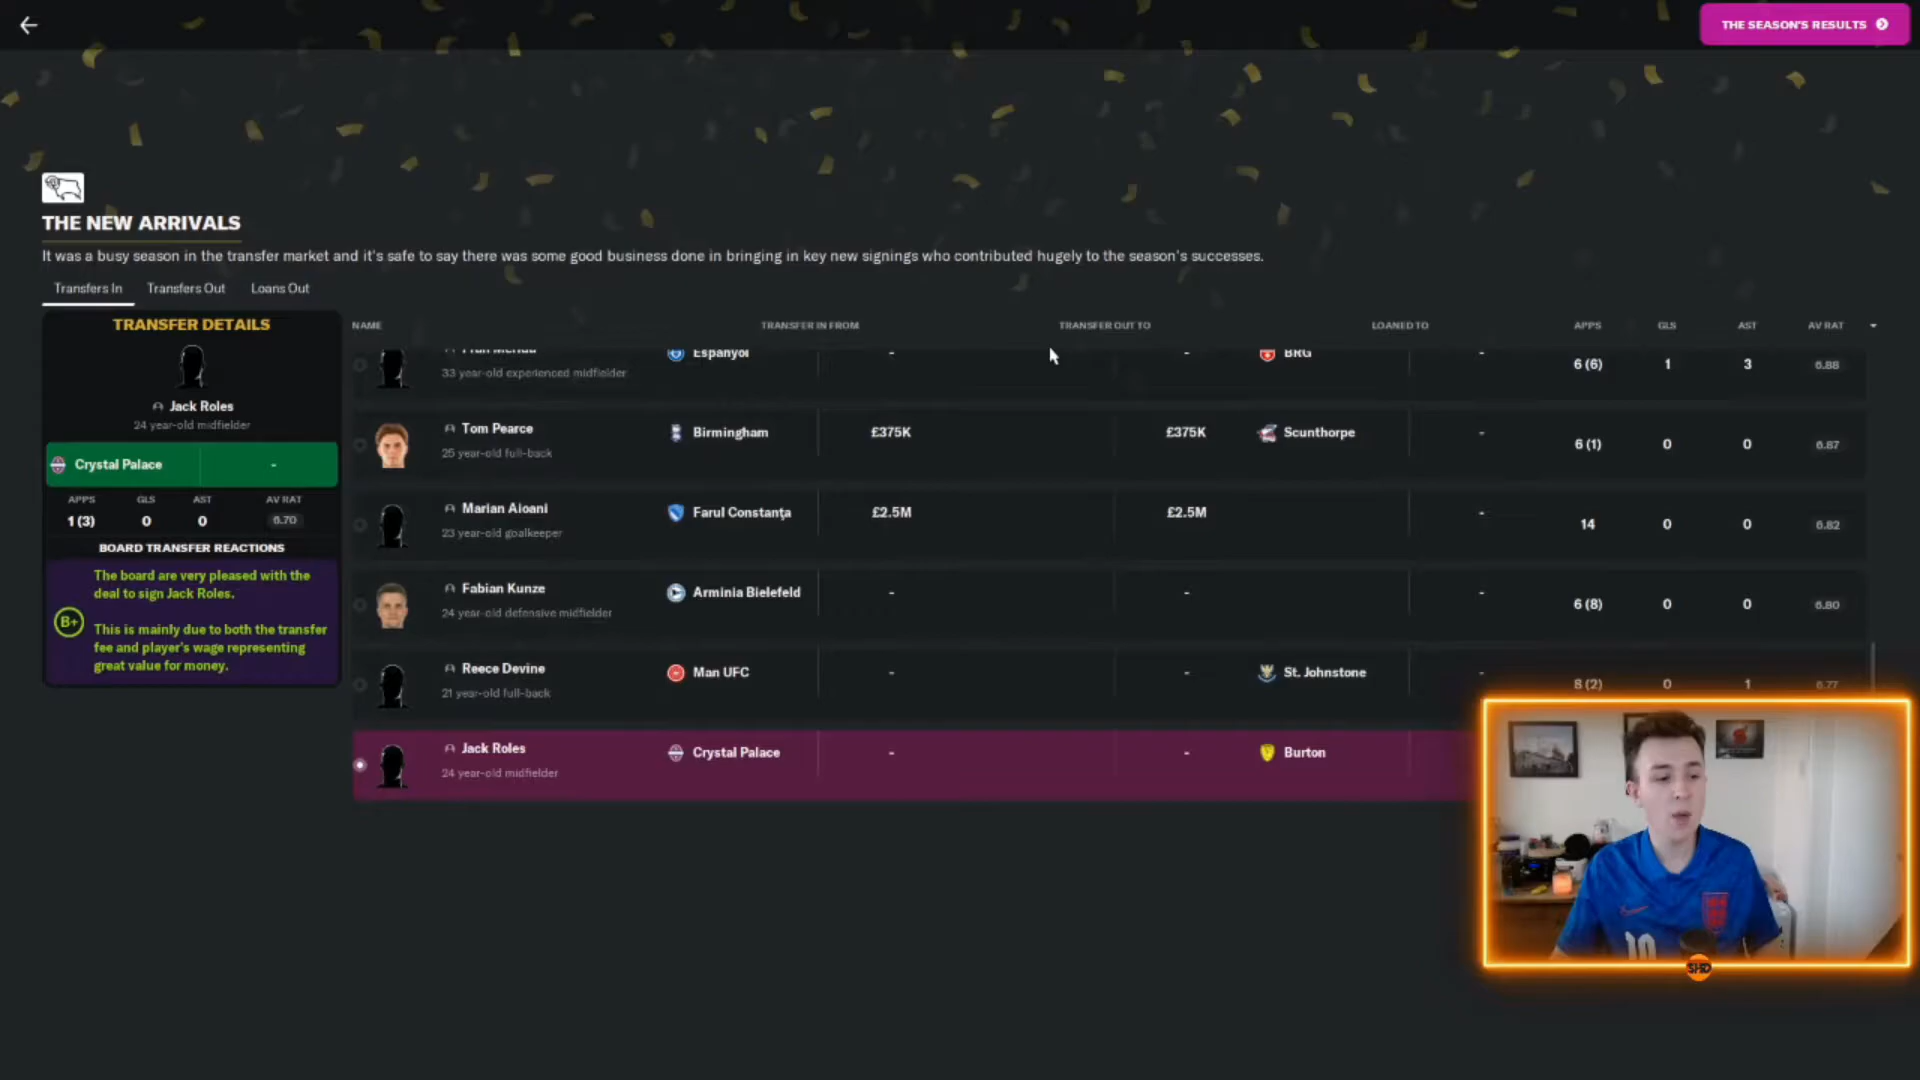 THE SEASON'S RESULTS
THE NEW ARRIVALS
It was a busy season in the transfer market and it's safe to say there was some good business done in bringing in key new signings who contributed hugely to the season's successes.
Transfers In Transfers Out Loans Out
TRANSFER DETAILS
Jack Roles
24 year-old midfielder
Crystal Palace -
APPS GLS AST AV RAT
1 (3) 0 0 6.70
BOARD TRANSFER REACTIONS
B+
The board are very pleased with the
deal to sign Jack Roles.
This is mainly due to both the transfer
fee and player's wage representing
great value for money.
NAME TRANSFER IN FROM TRANSFER OUT TO LOANED TO APPS GLS AST AV RAT
Espanyol - - BRG - 6 (6) 1 3 6.88
33 year-old experienced midfielder
Tom Pearce Birmingham £375K £375K Scunthorpe - 6 (1) 0 0 6.87
25 year-old full-back
Marian Aioani Farul Constanța £2.5M £2.5M - 14 0 0 6.82
23 year-old goalkeeper
Fabian Kunze Arminia Bielefeld - - - 6 (8) 0 0 6.80
24 year-old defensive midfielder
Reece Devine Man UFC - - St. Johnstone - 8 (2) 0 1 6.77
21 year-old full-back
Jack Roles Crystal Palace - - Burton
24 year-old midfielder
10
SHD